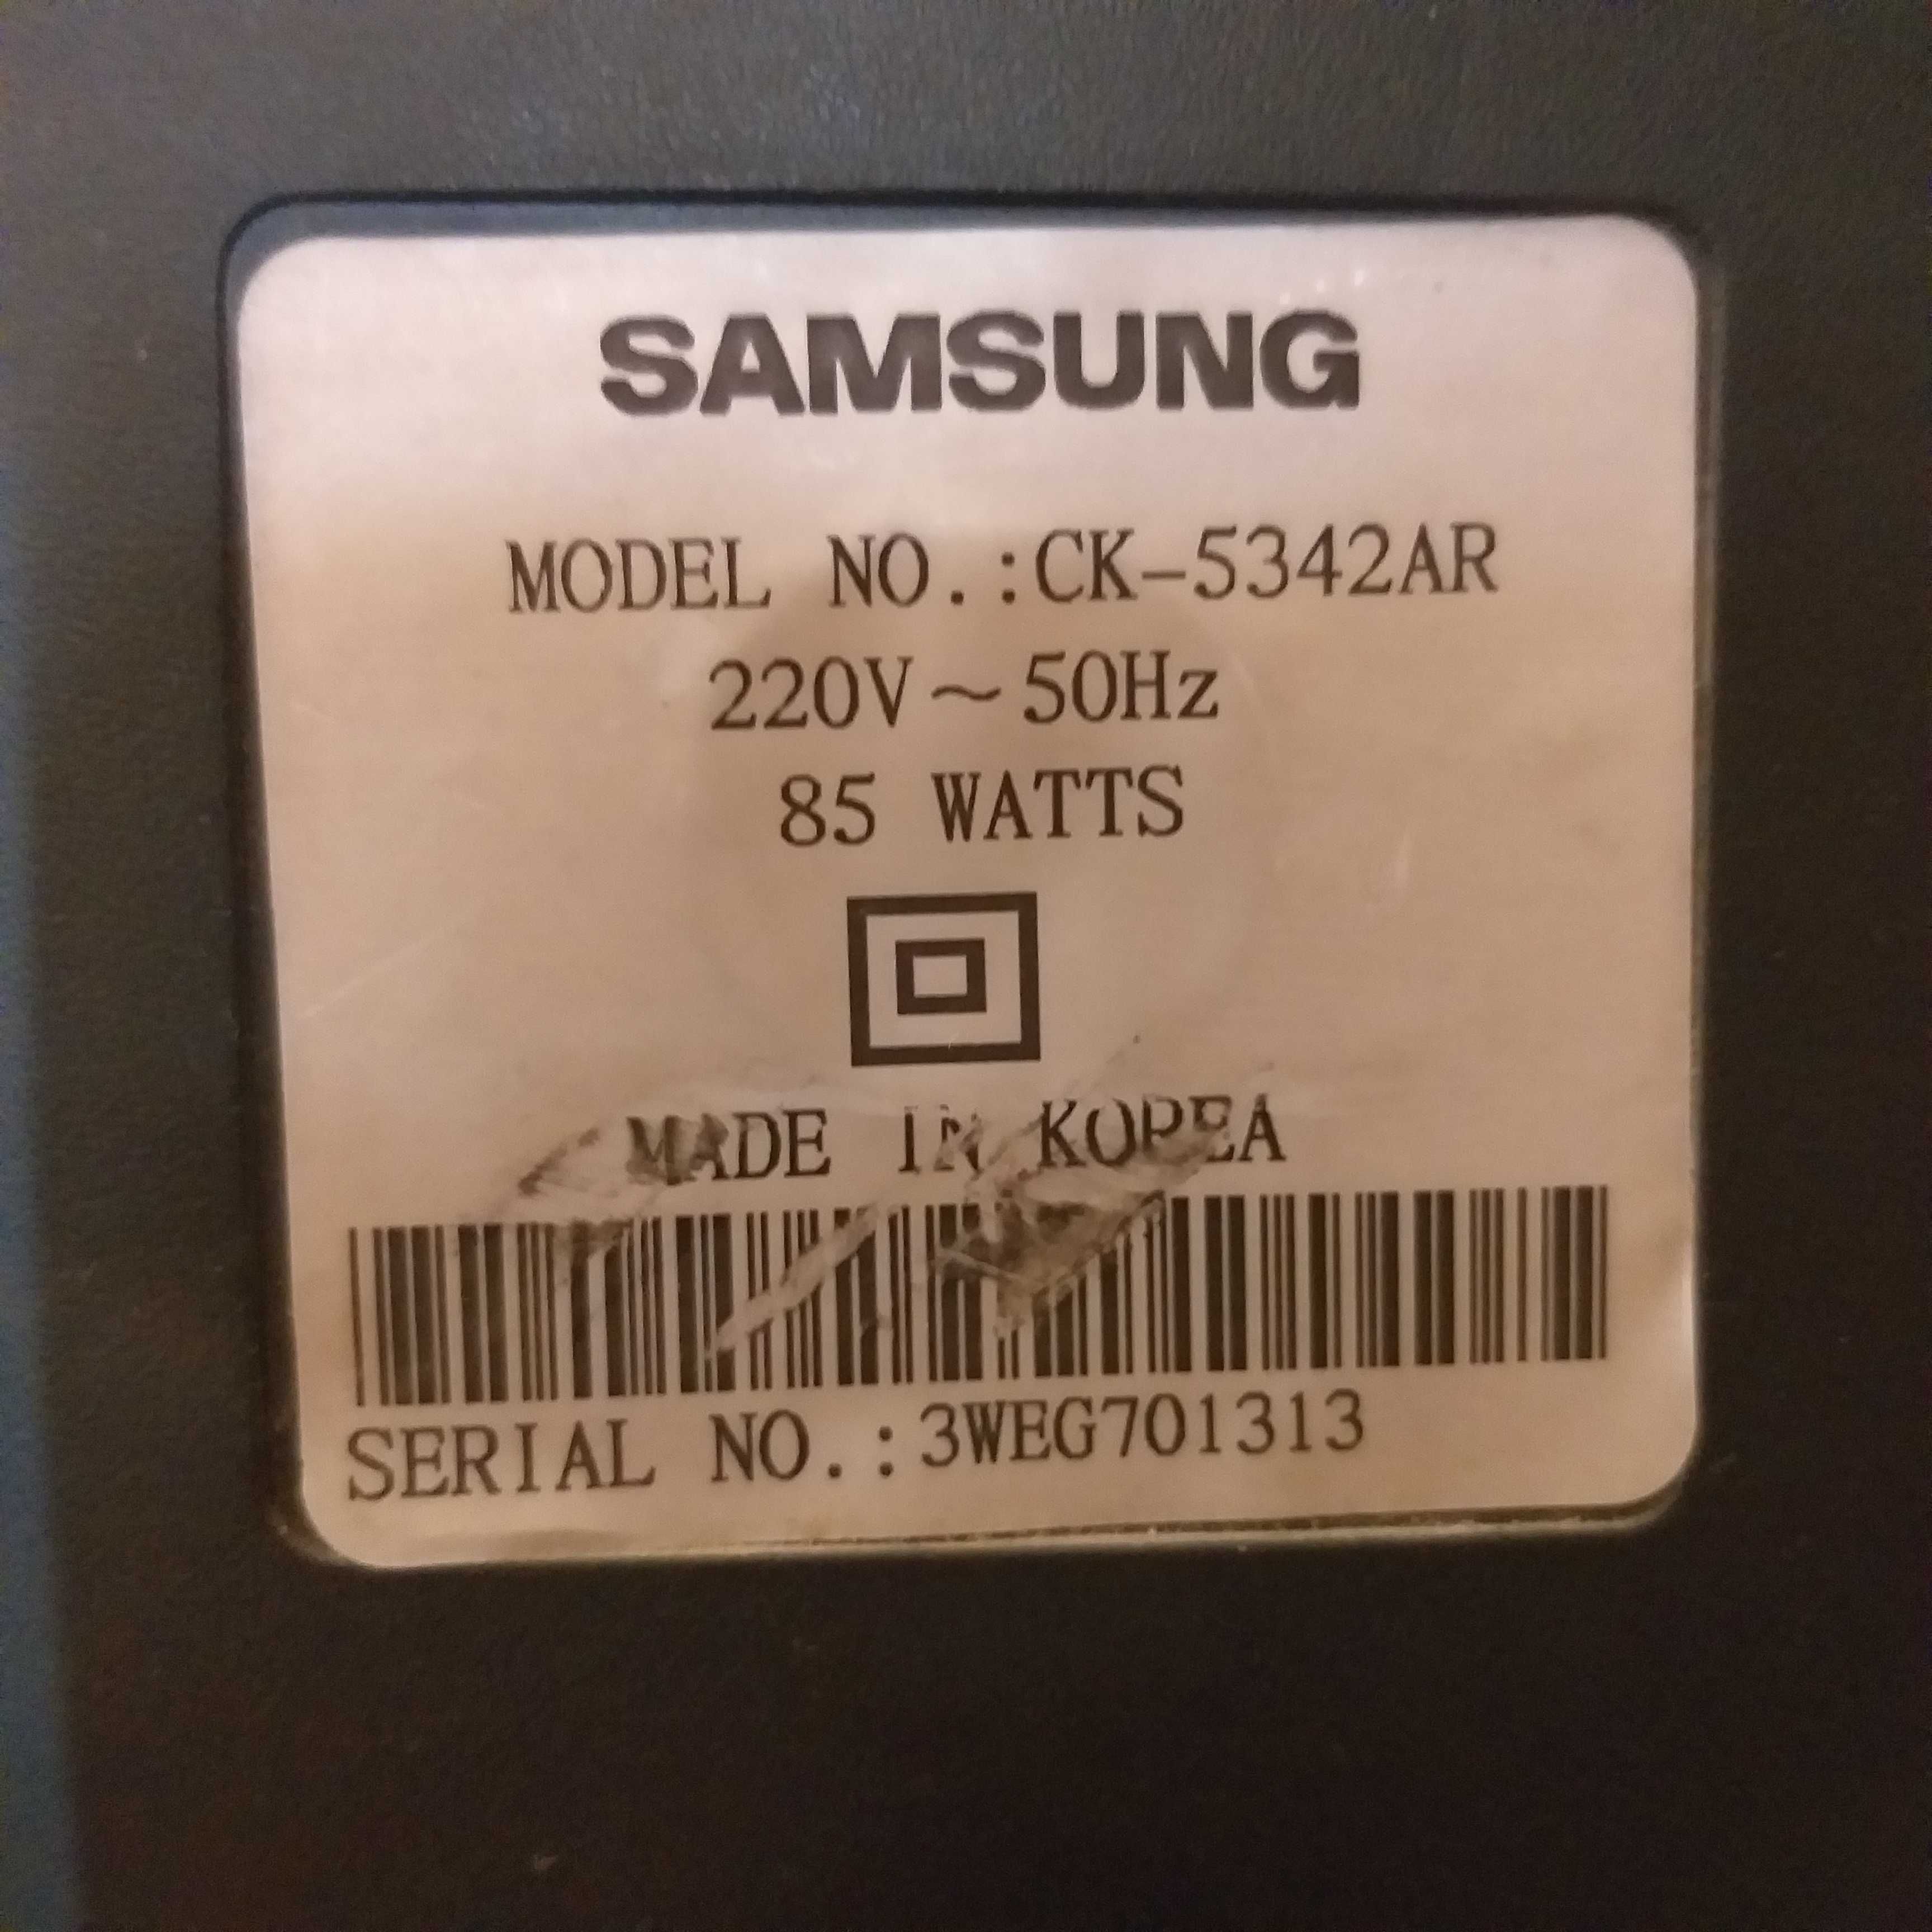 SAMSUNG
MODEL NO.:CK-5342AR
220V~50Hz
85 WATTS
MADE IN KOREA
SERIAL NO.:3WEG701313